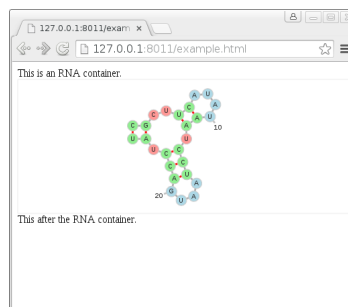 127.0.0.1:8011/exam
127.0.0.1:8011/example.html
This is an RNA container.
A U
C A
C U U U
C G A A 10
U A U
U C C
C C
A U A
20 G U A
This after the RNA container.